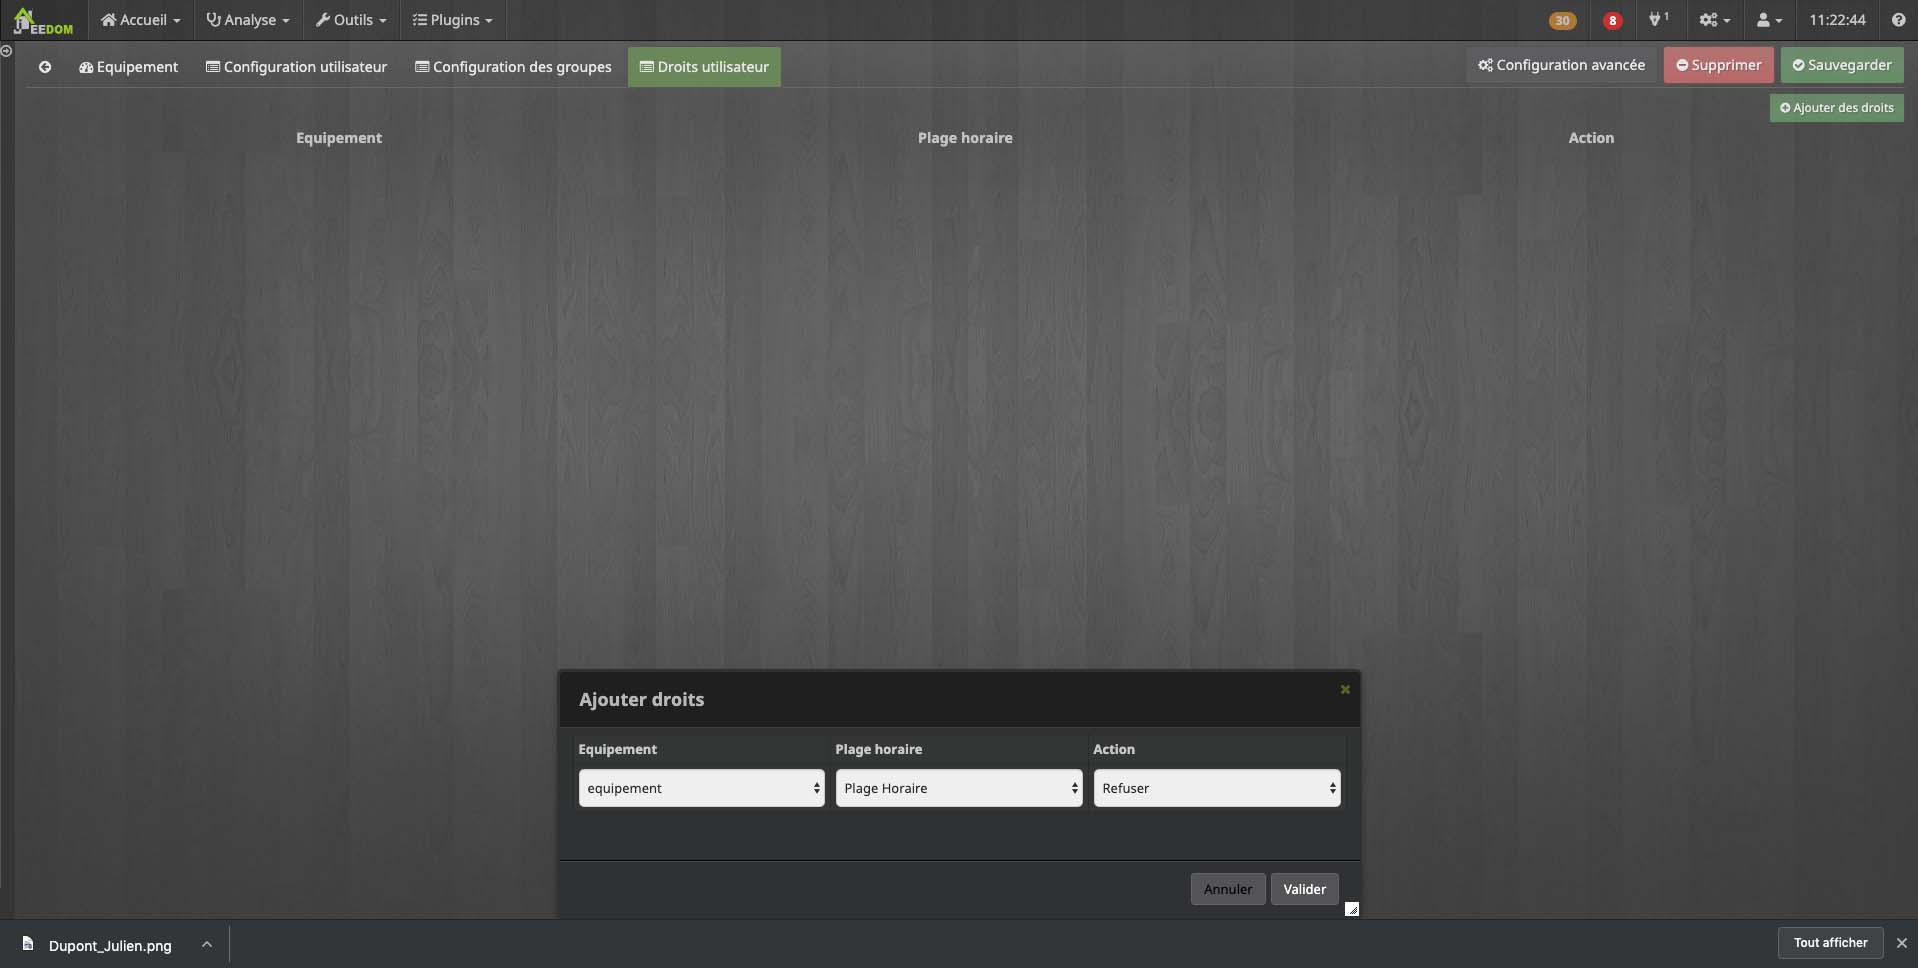 JEEDOM Accueil Analyse Outils Plugins 30 8 1 11:22:44
Equipement Configuration utilisateur Configuration des groupes Droits utilisateur Configuration avancée Supprimer Sauvegarder
Ajouter des droits
Equipement Plage horaire Action
Ajouter droits
Equipement Plage horaire Action
equipement Plage Horaire Refuser
Annuler Valider
Dupont_Julien.png Tout afficher